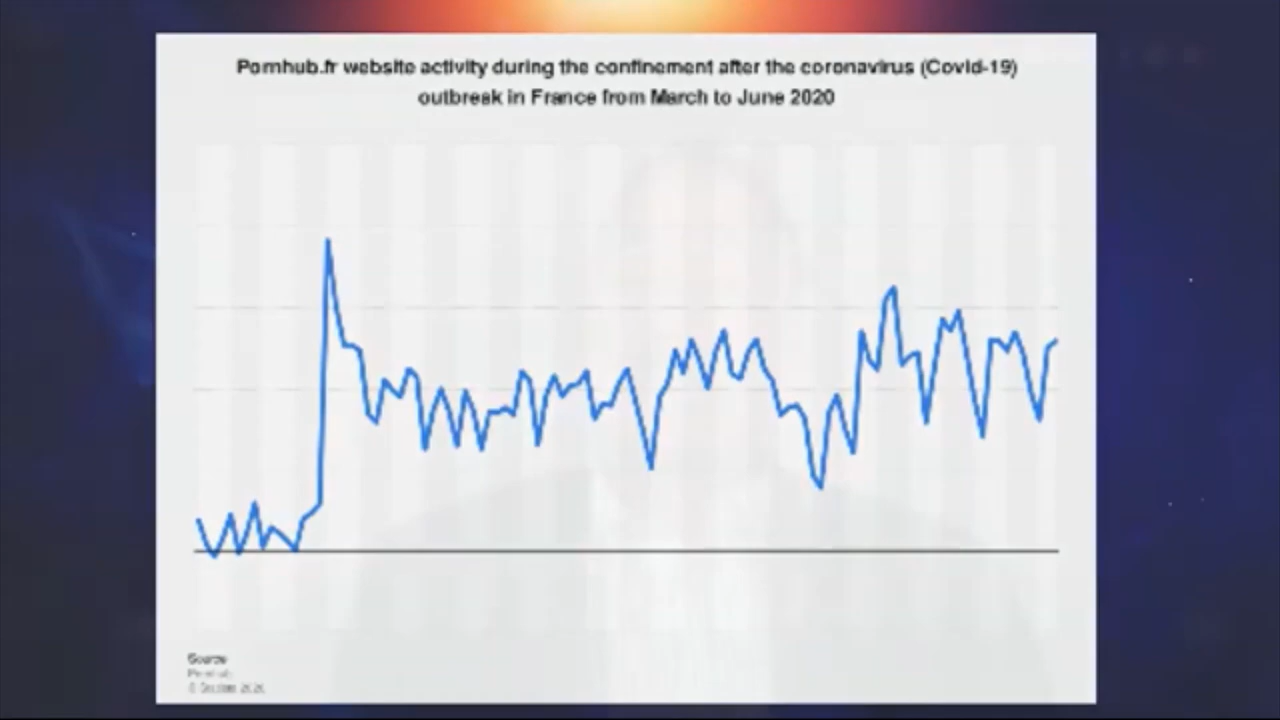 Pornhub.fr website activity during the confinement after the coronavirus (Covid-19)
outbreak in France from March to June 2020
Source
Pornhub